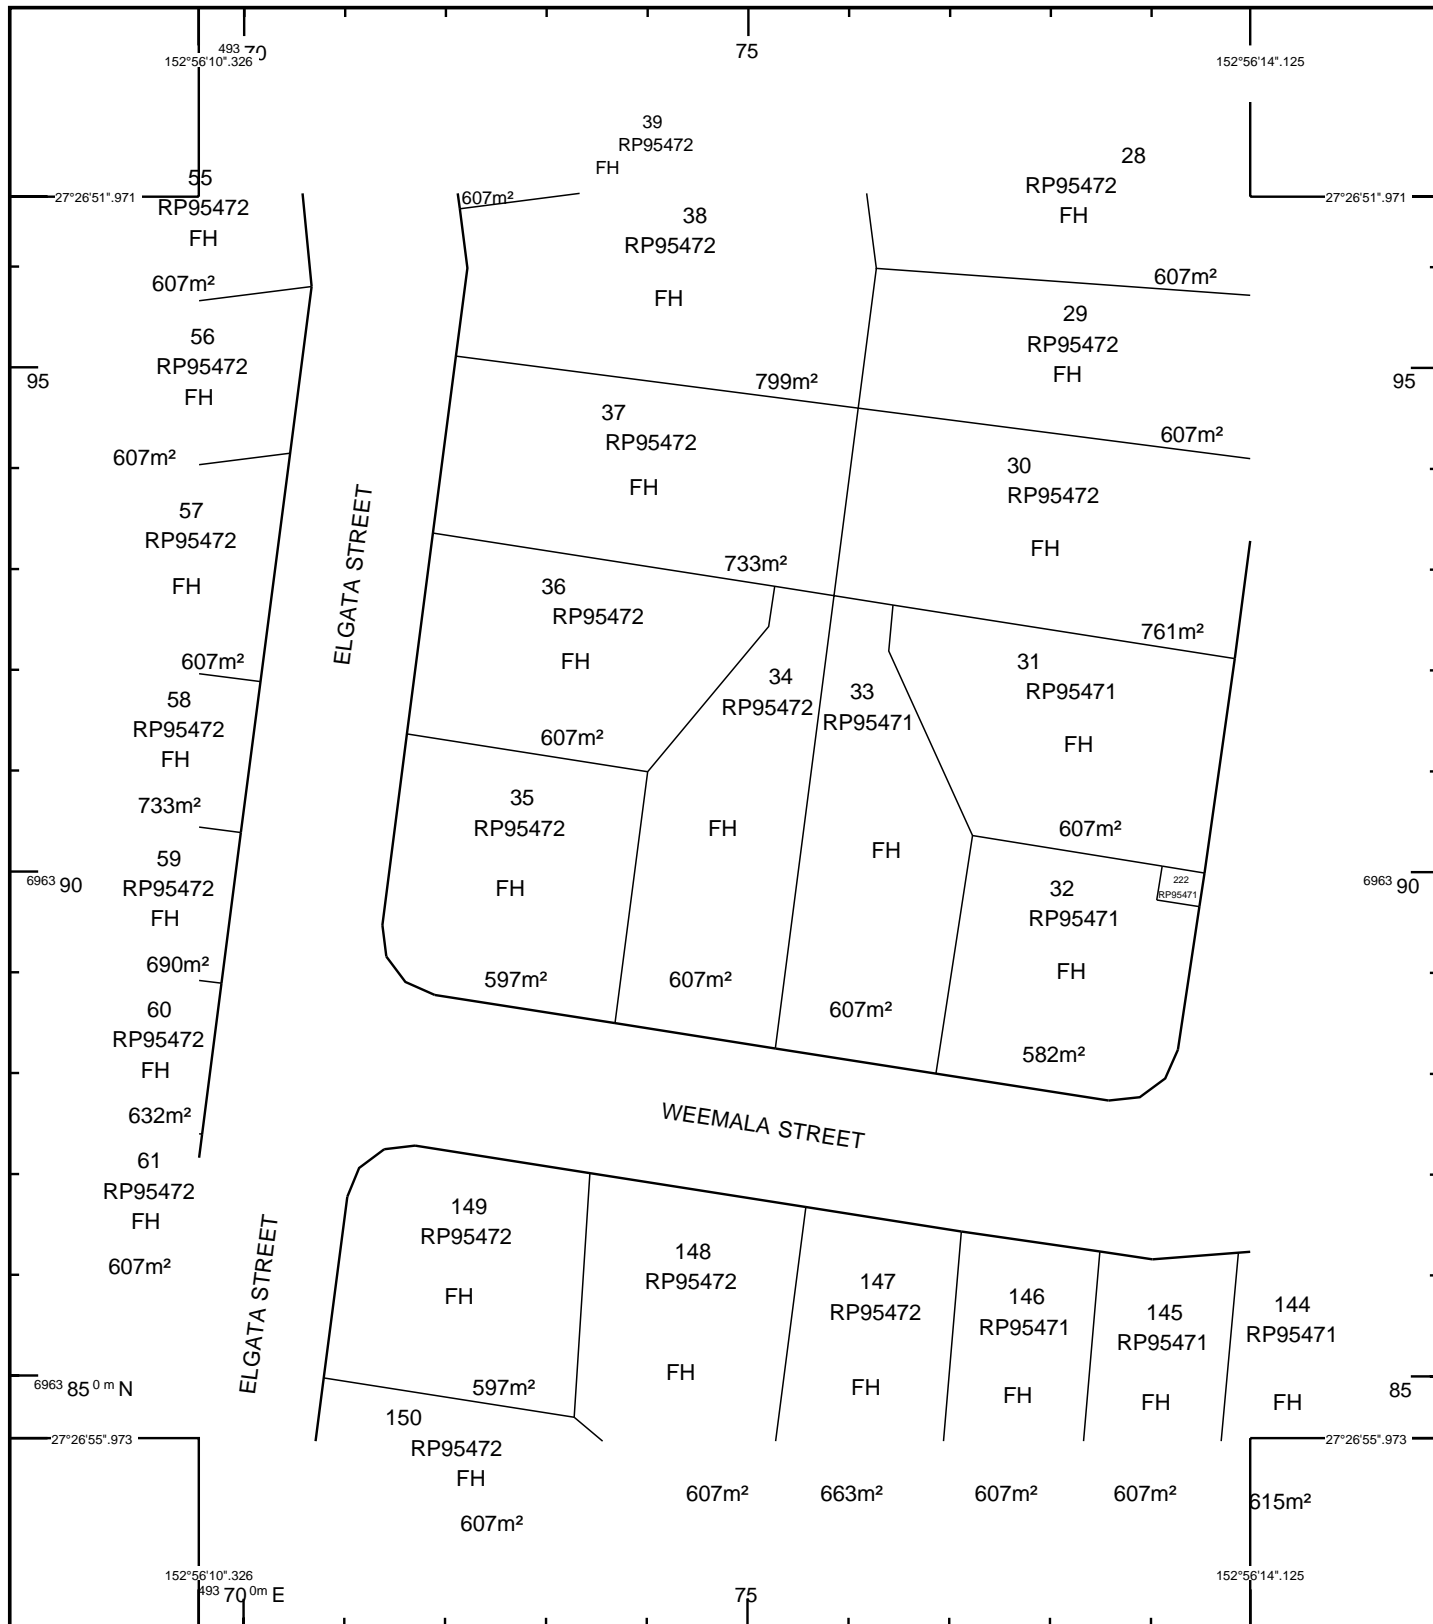 493 70
152°56'10".326
75
152°56'14".125
39
RP95472
FH
607m²
28
RP95472
FH
607m²
27°26'51".971
27°26'51".971
55
RP95472
FH
607m²
38
RP95472
FH
799m²
29
RP95472
FH
607m²
56
RP95472
FH
607m²
95
95
37
RP95472
FH
733m²
30
RP95472
FH
761m²
57
RP95472
FH
607m²
ELGATA STREET
36
RP95472
FH
607m²
34
RP95472
FH
607m²
33
RP95471
FH
607m²
31
RP95471
FH
607m²
58
RP95472
FH
733m²
35
RP95472
FH
597m²
59
RP95472
FH
690m²
6963 90
6963 90
222
RP95471
32
RP95471
FH
582m²
60
RP95472
FH
632m²
WEEMALA STREET
61
RP95472
FH
607m²
ELGATA STREET
149
RP95472
FH
597m²
148
RP95472
FH
607m²
147
RP95472
FH
663m²
146
RP95471
FH
607m²
145
RP95471
FH
607m²
144
RP95471
FH
615m²
6963 85 0 m N
85
150
RP95472
FH
607m²
27°26'55".973
27°26'55".973
152°56'10".326
493 70 0m E
75
152°56'14".125